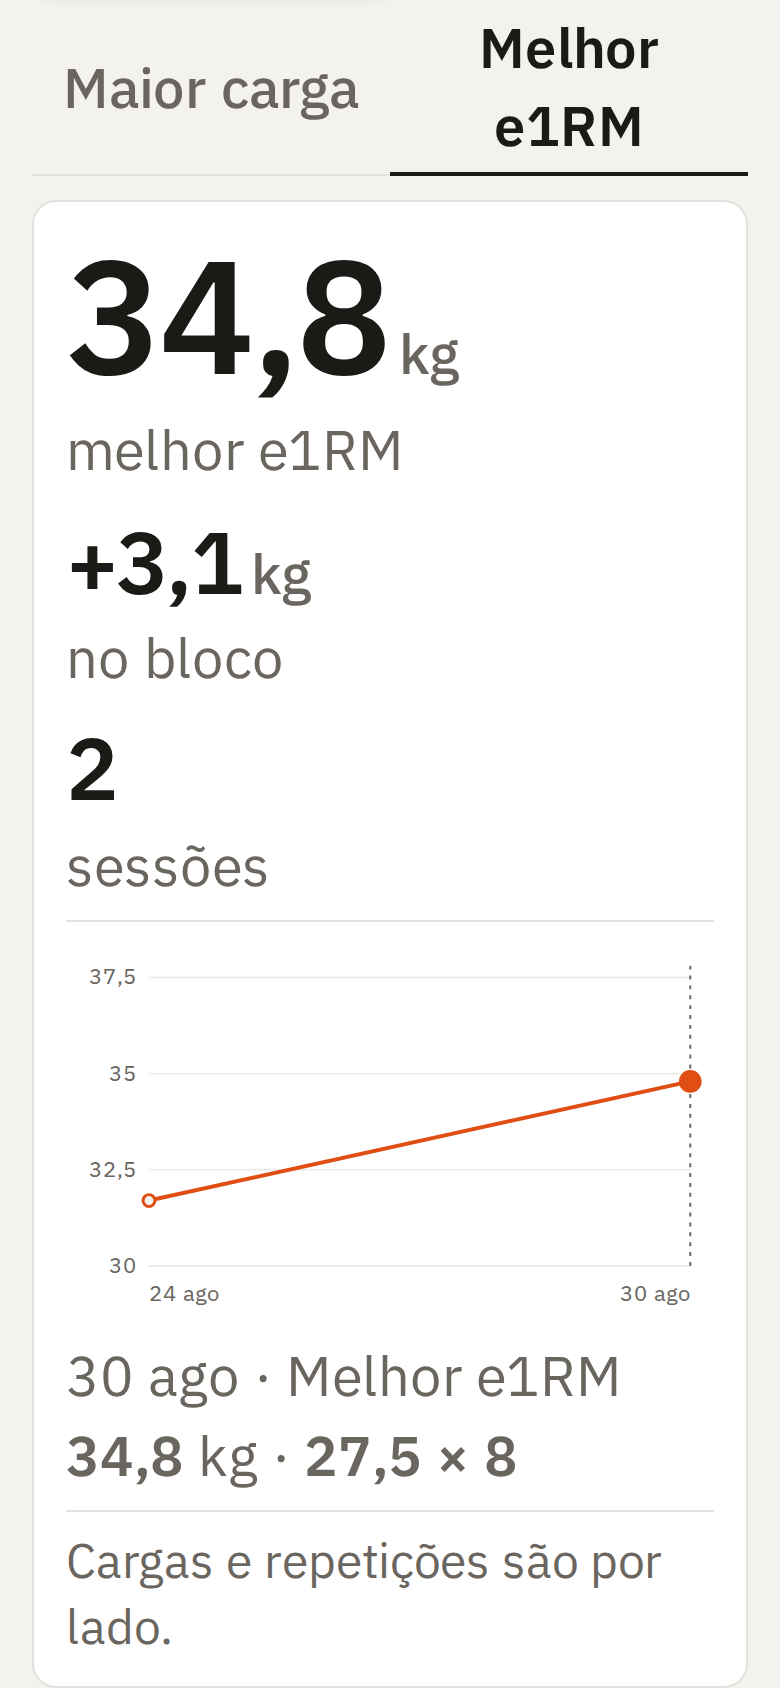 Maior carga
Melhor
e1RM
34,8 kg
melhor e1RM
+3,1 kg
no bloco
2
sessões
37,5
35
32,5
30
24 ago
30 ago
30 ago · Melhor e1RM
34,8 kg · 27,5 × 8
Cargas e repetições são por
lado.